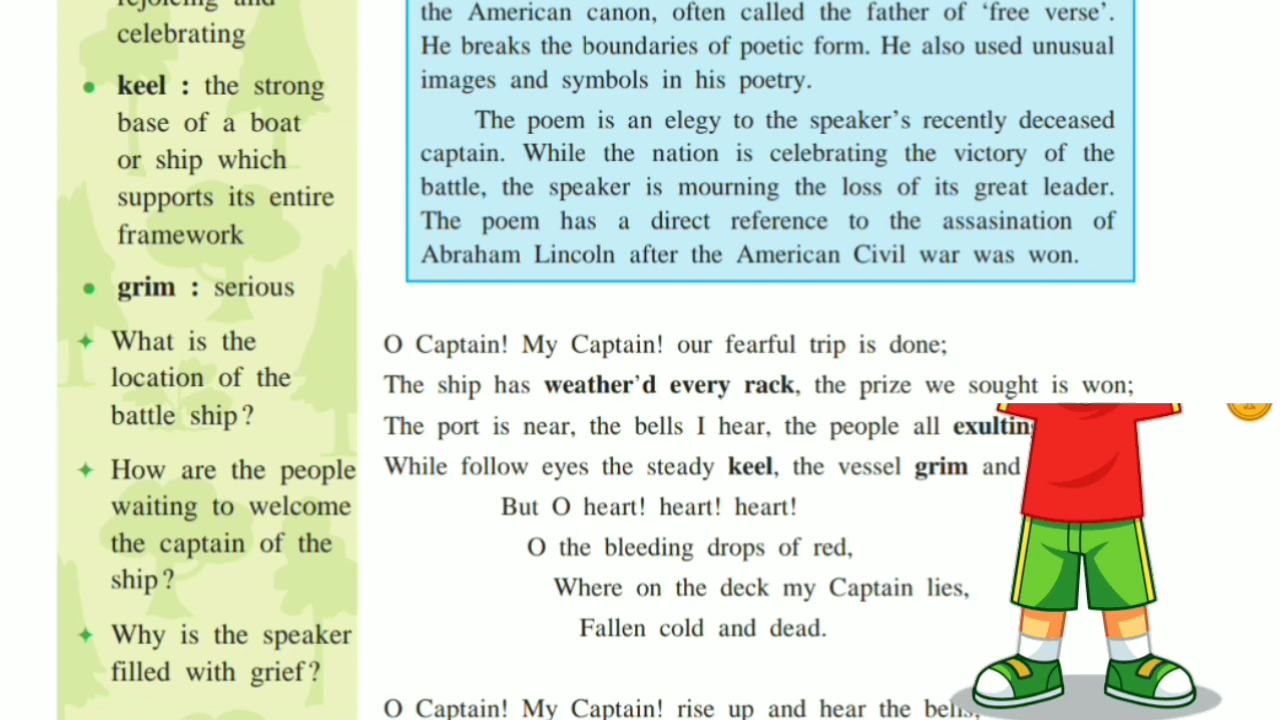 rejoicing and
celebrating
• keel : the strong
base of a boat
or ship which
supports its entire
framework
• grim : serious
✦ What is the
location of the
battle ship?
✦ How are the people
waiting to welcome
the captain of the
ship?
✦ Why is the speaker
filled with grief?
the American canon, often called the father of ‘free verse’.
He breaks the boundaries of poetic form. He also used unusual
images and symbols in his poetry.
The poem is an elegy to the speaker’s recently deceased
captain. While the nation is celebrating the victory of the
battle, the speaker is mourning the loss of its great leader.
The poem has a direct reference to the assasination of
Abraham Lincoln after the American Civil war was won.
O Captain! My Captain! our fearful trip is done;
The ship has weather’d every rack, the prize we sought is won;
The port is near, the bells I hear, the people all
While follow eyes the steady keel, the vessel grim and
But O heart! heart! heart!
O the bleeding drops of red,
Where on the deck my Captain lies,
Fallen cold and dead.
O Captain! My Captain! rise up and hear the bells;